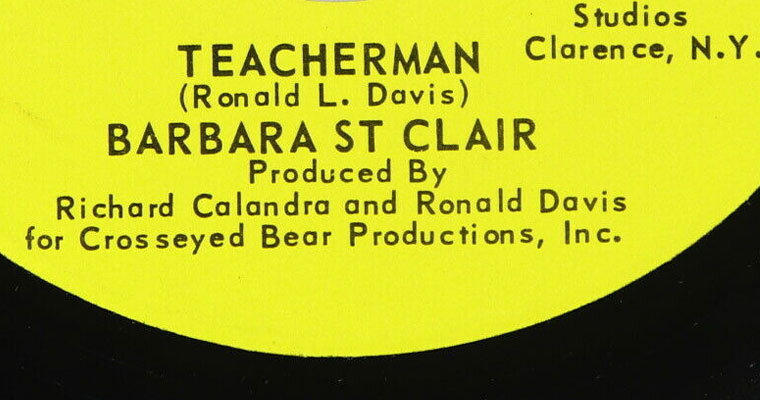 Studios
Clarence, N.Y.
TEACHERMAN
(Ronald L. Davis)
BARBARA ST CLAIR
Produced By
Richard Calandra and Ronald Davis
for Crosseyed Bear Productions, Inc.